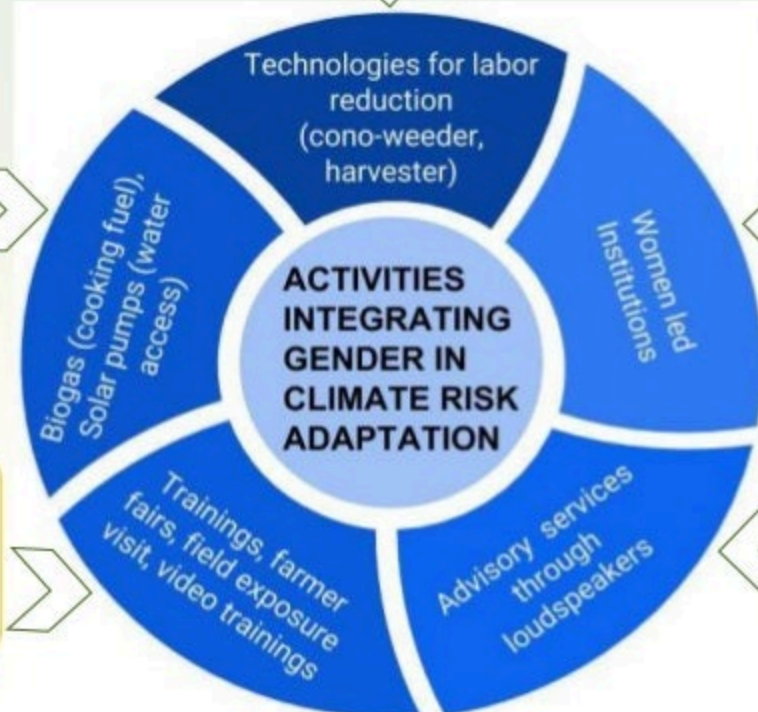 Technologies for labor
reduction
(cono-weeder,
harvester)
Women led
Institutions
Advisory services
through
loudspeakers
Trainings, farmer
fairs, field exposure
visit, video trainings
Biogas (cooking fuel),
Solar pumps (water
access)
ACTIVITIES
INTEGRATING
GENDER IN
CLIMATE RISK
ADAPTATION